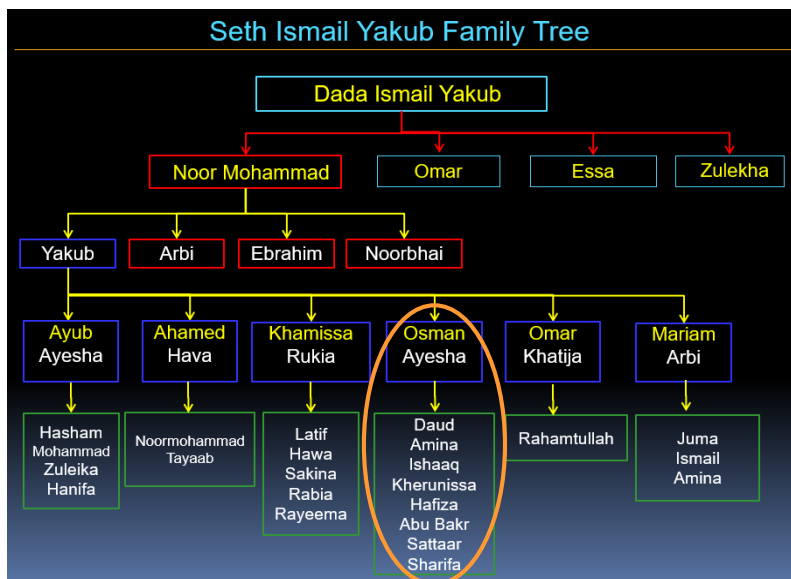 Seth Ismail Yakub Family Tree
Dada Ismail Yakub
Noor Mohammad
Omar
Essa
Zulekha
Yakub
Arbi
Ebrahim
Noorbhai
Ayub
Ayesha
Ahamed
Hava
Khamissa
Rukia
Osman
Ayesha
Omar
Khatija
Mariam
Arbi
Hasham
Mohammad
Zuleika
Hanifa
Noormohammad
Tayaab
Latif
Hawa
Sakina
Rabia
Rayeema
Daud
Amina
Ishaaq
Kherunissa
Hafiza
Abu Bakr
Sattaar
Sharifa
Rahamtullah
Juma
Ismail
Amina